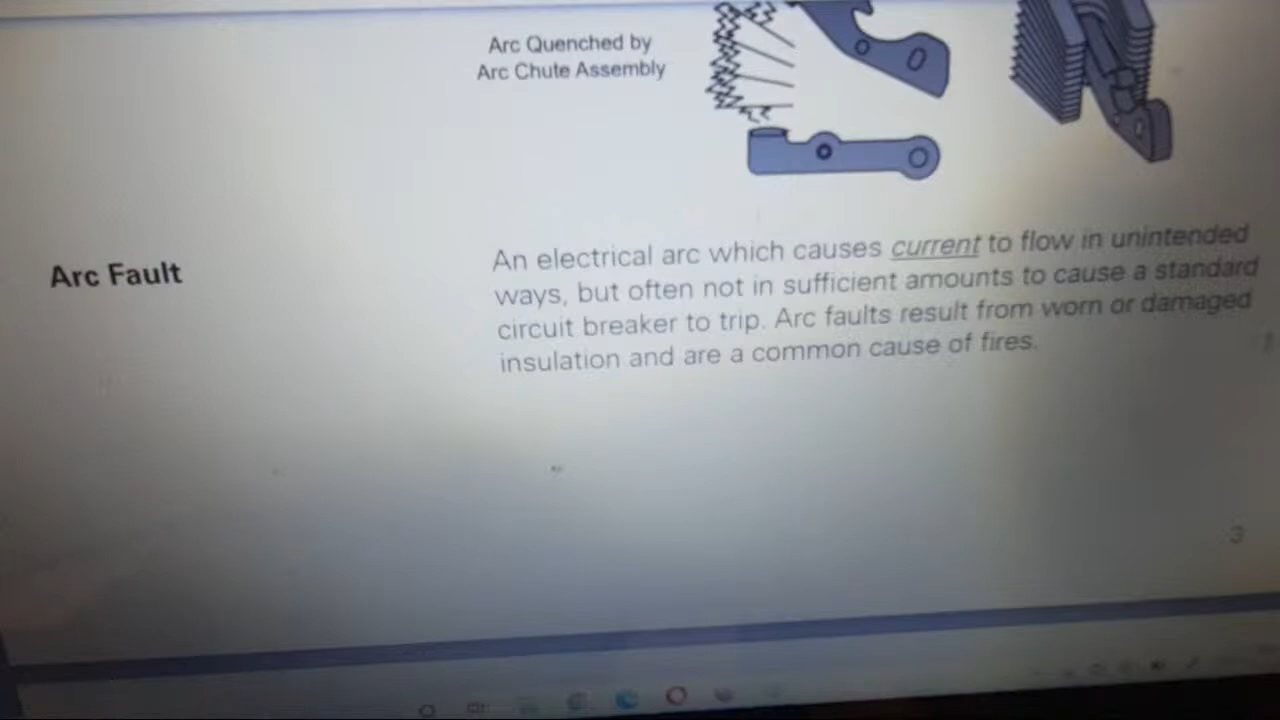 Arc Quenched by
Arc Chute Assembly
Arc Fault
An electrical arc which causes current to flow in unintended
ways, but often not in sufficient amounts to cause a standard
circuit breaker to trip. Arc faults result from worn or damaged
insulation and are a common cause of fires.
3